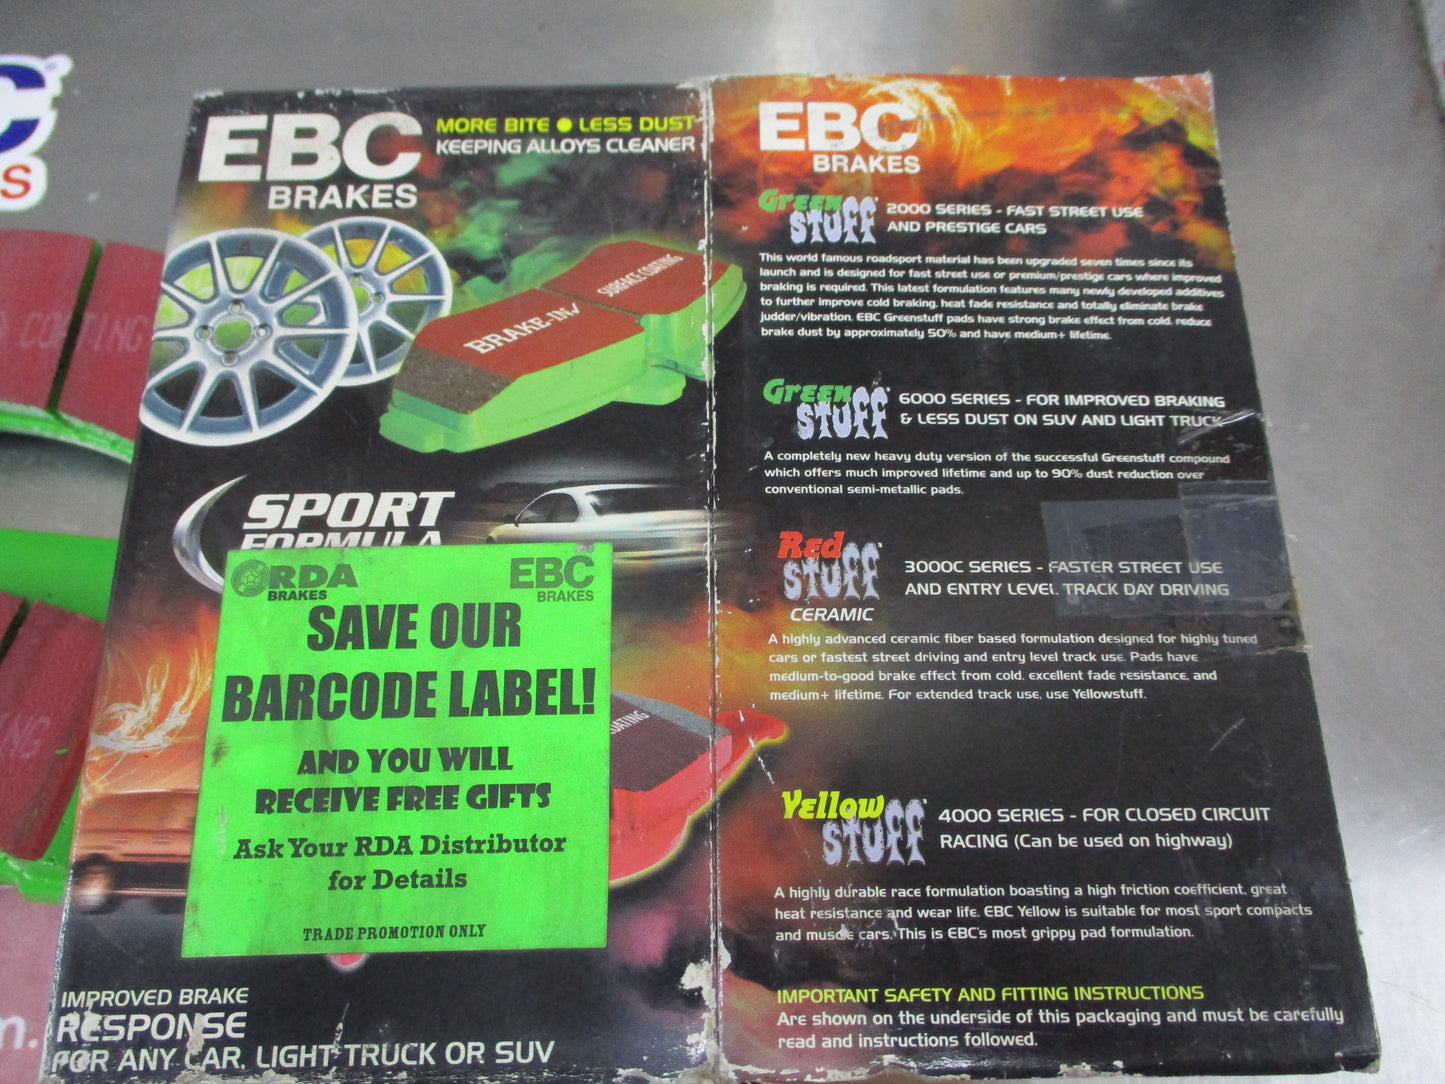 C
S
COATING
EBC
BRAKES
MORE BITE ● LESS DUST
KEEPING ALLOYS CLEANER
BRAKE-IN
SURFACE COATING
SPORT
FORMULA
RDA
BRAKES
EBC
BRAKES
SAVE OUR
BARCODE LABEL!
AND YOU WILL
RECEIVE FREE GIFTS
Ask Your RDA Distributor
for Details
TRADE PROMOTION ONLY
COATING
IMPROVED BRAKE
RESPONSE
FOR ANY CAR, LIGHT TRUCK OR SUV
EBC
BRAKES
Green
STUFF
2000 SERIES - FAST STREET USE
AND PRESTIGE CARS
This world famous roadsport material has been upgraded seven times since its
launch and is designed for fast street use or premium/prestige cars where improved
braking is required. This latest formulation features many newly developed additives
to further improve cold braking, heat fade resistance and totally eliminate brake
judder/vibration. EBC Greenstuff pads have strong brake effect from cold, reduce
brake dust by approximately 50% and have medium+ lifetime.
Green
STUFF
6000 SERIES - FOR IMPROVED BRAKING
& LESS DUST ON SUV AND LIGHT TRUCK
A completely new heavy duty version of the successful Greenstuff compound
which offers much improved lifetime and up to 90% dust reduction over
conventional semi-metallic pads.
Red
STUFF
CERAMIC
3000C SERIES - FASTER STREET USE
AND ENTRY LEVEL TRACK DAY DRIVING
A highly advanced ceramic fiber based formulation designed for highly tuned
cars or fastest street driving and entry level track use. Pads have
medium-to-good brake effect from cold, excellent fade resistance, and
medium+ lifetime. For extended track use, use Yellowstuff.
Yellow
STUFF
4000 SERIES - FOR CLOSED CIRCUIT
RACING (Can be used on highway)
A highly durable race formulation boasting a high friction coefficient, great
heat resistance and wear life. EBC Yellow is suitable for most sport compacts
and muscle cars. This is EBC's most grippy pad formulation.
IMPORTANT SAFETY AND FITTING INSTRUCTIONS
Are shown on the underside of this packaging and must be carefully
read and instructions followed.